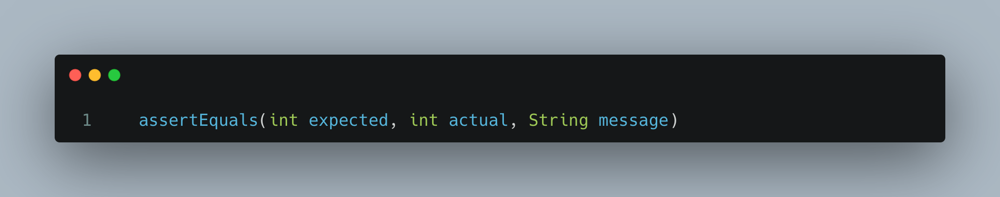 1 assertEquals(int expected, int actual, String message)